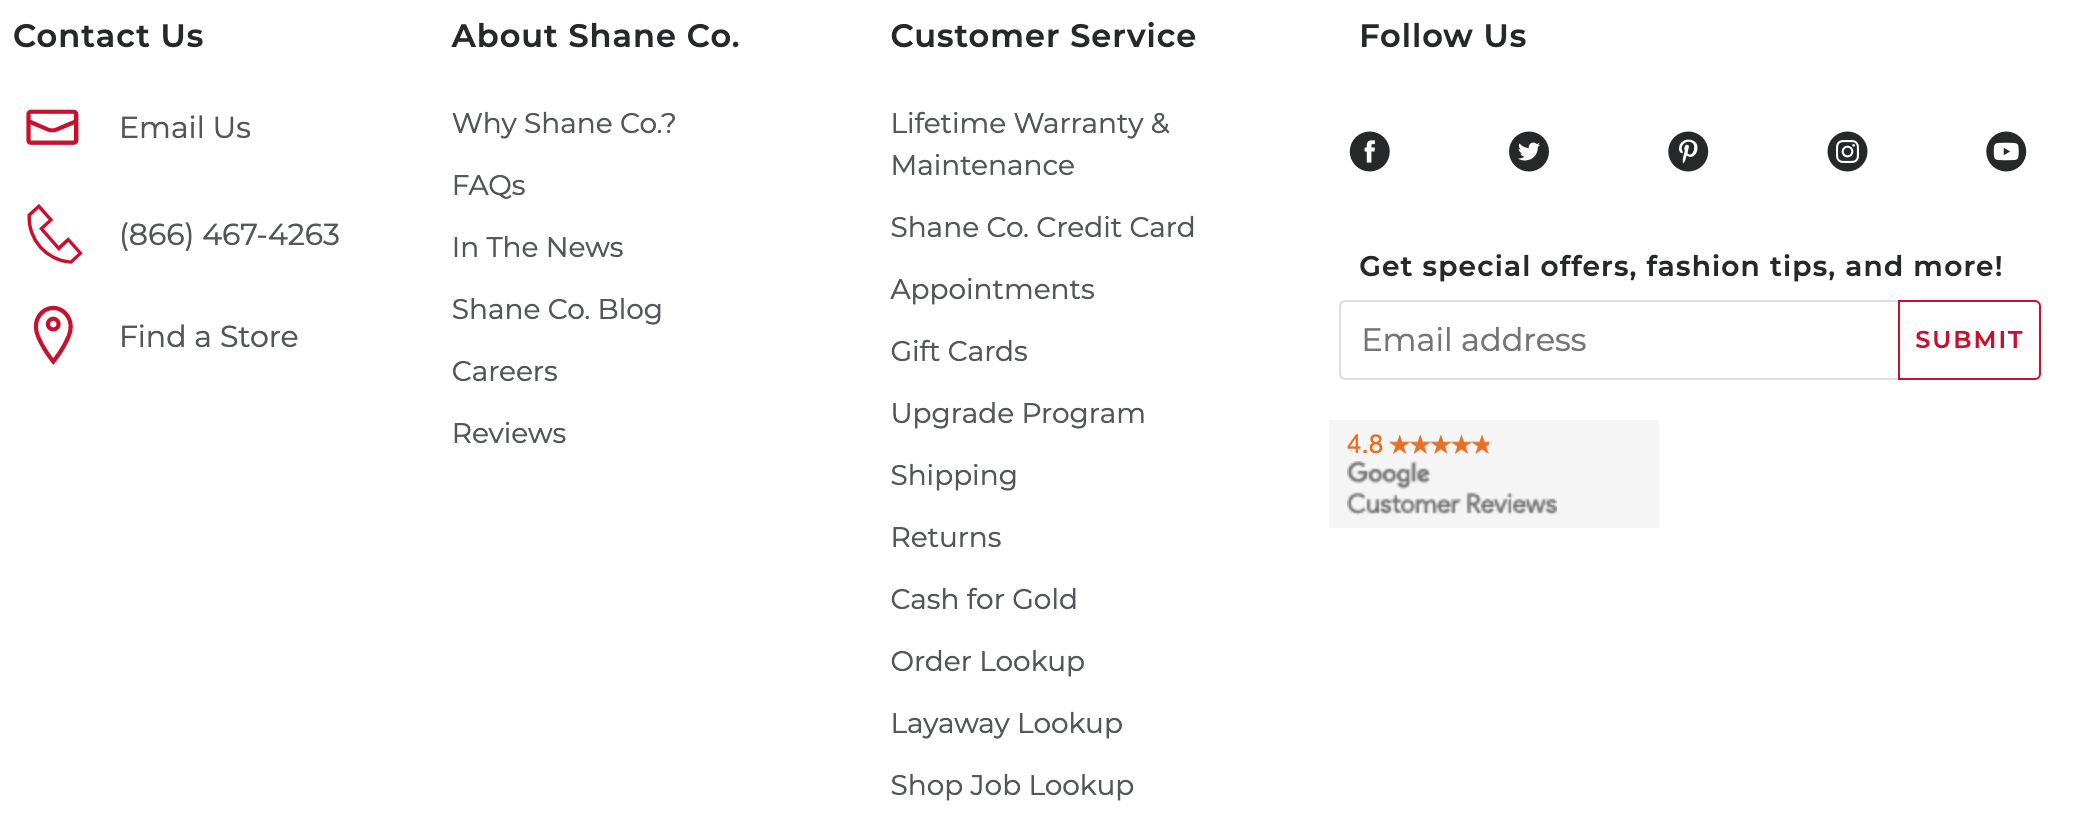 Contact Us
Email Us
(866) 467-4263
Find a Store
About Shane Co.
Why Shane Co.?
FAQs
In The News
Shane Co. Blog
Careers
Reviews
Customer Service
Lifetime Warranty &
Maintenance
Shane Co. Credit Card
Appointments
Gift Cards
Upgrade Program
Shipping
Returns
Cash for Gold
Order Lookup
Layaway Lookup
Shop Job Lookup
Follow Us
Get special offers, fashion tips, and more!
Email address SUBMIT
4.8 ★★★★★
Google
Customer Reviews